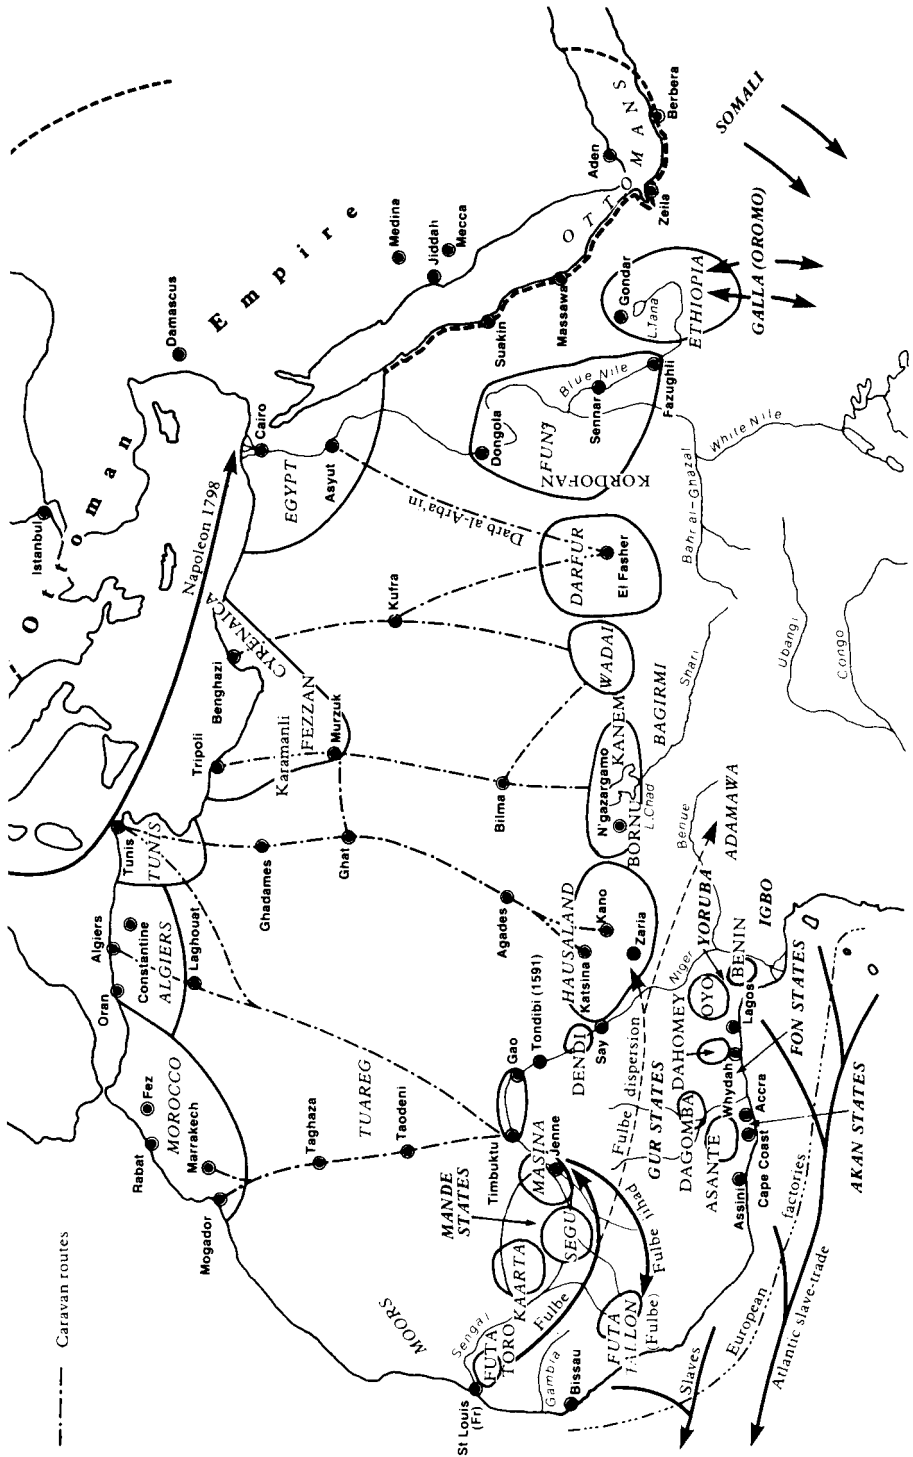 Caravan routes
Ottoman
Empire
Istanbul
Damascus
Medina
Jiddah
Mecca
Aden
OTTOMANS
Berbera
Zeila
SOMALI
Napoleon 1798
Algiers
Constantine
Oran
ALGIERS
Laghouat
Tunis
TUNIS
Tripoli
Benghazi
CYRENAICA
Karamanli
FEZZAN
Murzuk
Cairo
EGYPT
Asyut
Rabat
Fez
MOROCCO
Marrakech
Mogador
Ghadames
Ghat
Kufra
Darb al-Arba'in
Suakin
Massawa
Taghaza
TUAREG
Taodeni
MOORS
Agades
Bilma
Dongola
FUNJ
Sennar
Blue Nile
Fazughli
KORDOFAN
Gondar
L.Tana
ETHIOPIA
GALLA (OROMO)
DARFUR
El Fasher
WADAI
N'gazargamo
KANEM
L.Chad
BORNU
BAGIRMI
Shari
Bahr al-Ghazal
White Nile
Ubangi
Congo
HAUSALAND
Katsina
Kano
Zaria
Timbuktu
Gao
Tondibi (1591)
DENDI
Say
MANDE
STATES
MASINA
Jenne
SEGU
KAARTA
Sengal
FUTA
TORO
St Louis
(Fr)
Gambia
Bissau
Fulbe
FUTA
JALLON
(Fulbe)
Fulbe jihad
Fulbe dispersion
GUR STATES
Niger
Benue
ADAMAWA
YORUBA
OYO
BENIN
IGBO
Lagos
DAHOMEY
DAGOMBA
ASANTE
Whydah
Accra
Cape Coast
Assini
FON STATES
AKAN STATES
Slaves
European factories
Atlantic slave-trade